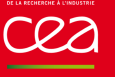 DE LA RECHERCHE À L'INDUSTRIE
cea